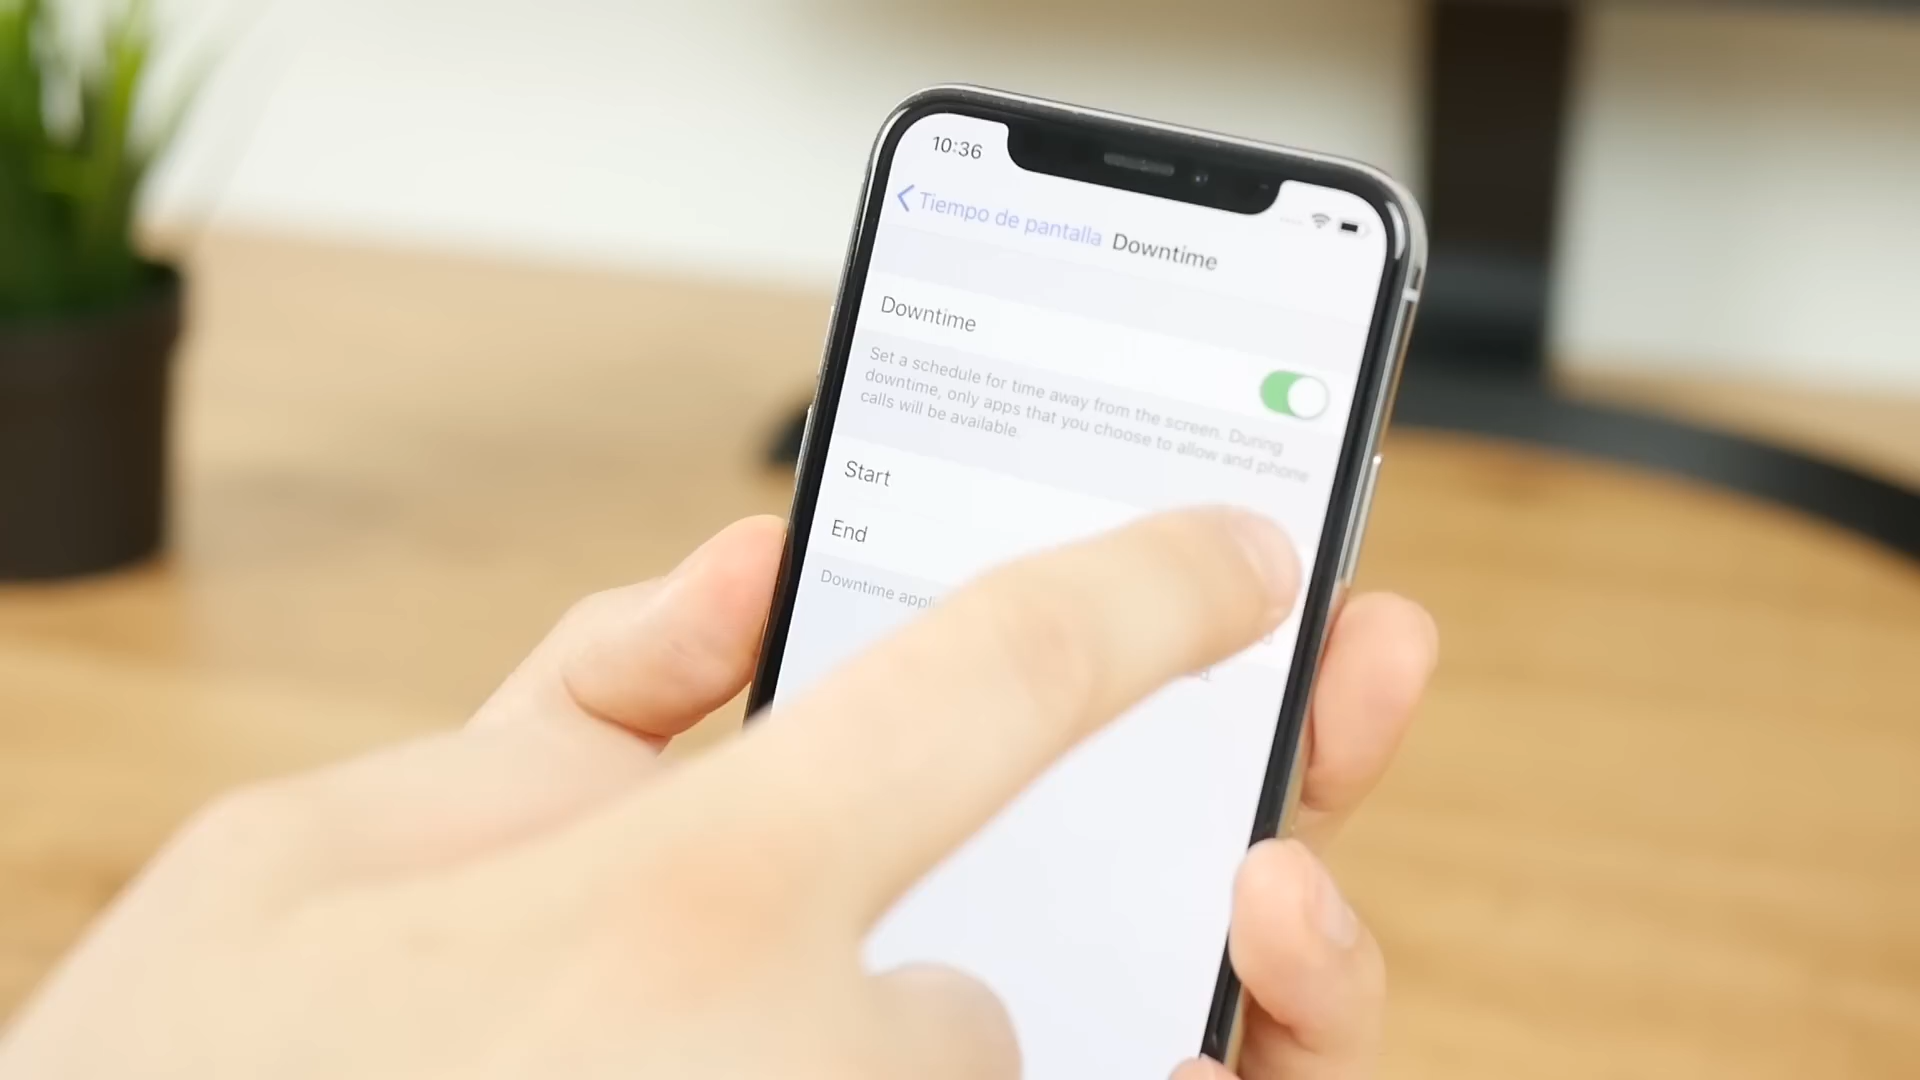 10:36
Tiempo de pantalla Downtime
Downtime
Set a schedule for time away from the screen. During
downtime, only apps that you choose to allow and phone
calls will be available.
Start
End
Downtime